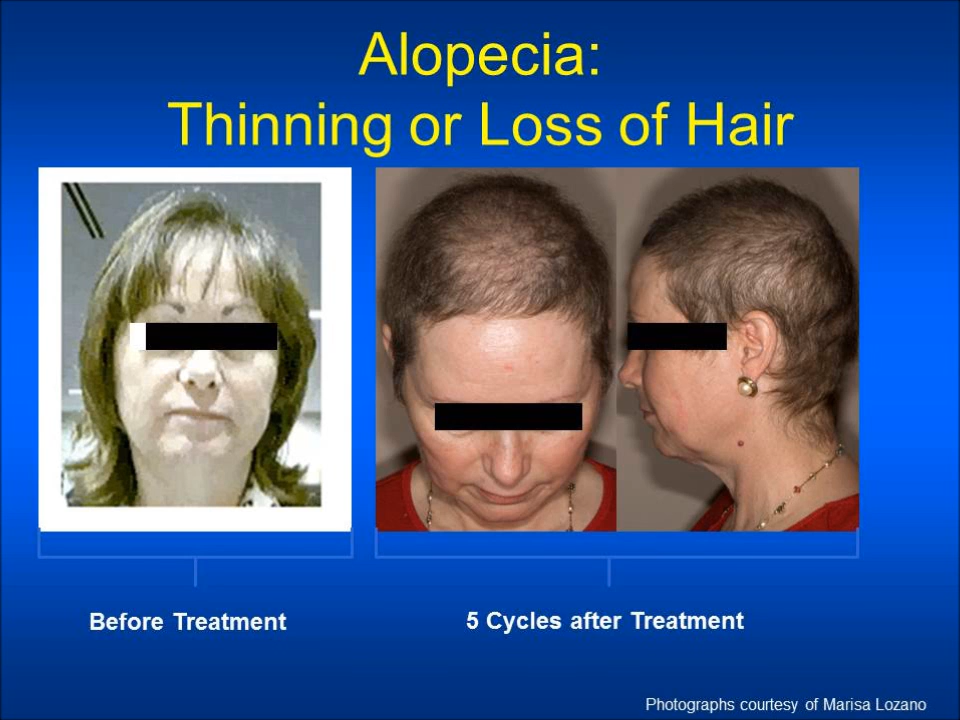 Alopecia:
Thinning or Loss of Hair
Before Treatment
5 Cycles after Treatment
Photographs courtesy of Marisa Lozano